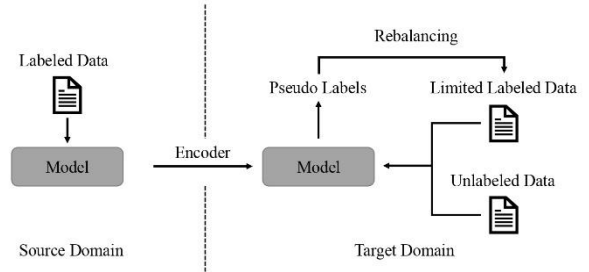 Labeled Data
Model
Source Domain
Encoder
Rebalancing
Pseudo Labels
Limited Labeled Data
Model
Unlabeled Data
Target Domain